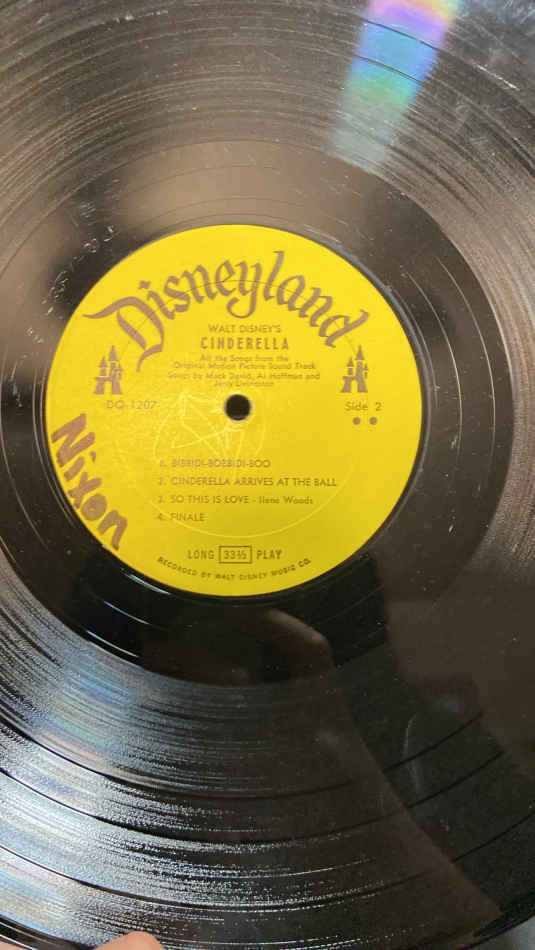 Disneyland
WALT DISNEY'S
CINDERELLA
All the Songs from the
Original Motion Picture Sound Track
Songs by Mack David, Al Hoffman and
Jerry Livingston
DQ-1207
Side 2
1. BIBBIDI-BOBBIDI-BOO
2. CINDERELLA ARRIVES AT THE BALL
3. SO THIS IS LOVE - Ilene Woods
4. FINALE
LONG 33⅓ PLAY
RECORDED BY WALT DISNEY MUSIC CO.
Nixon